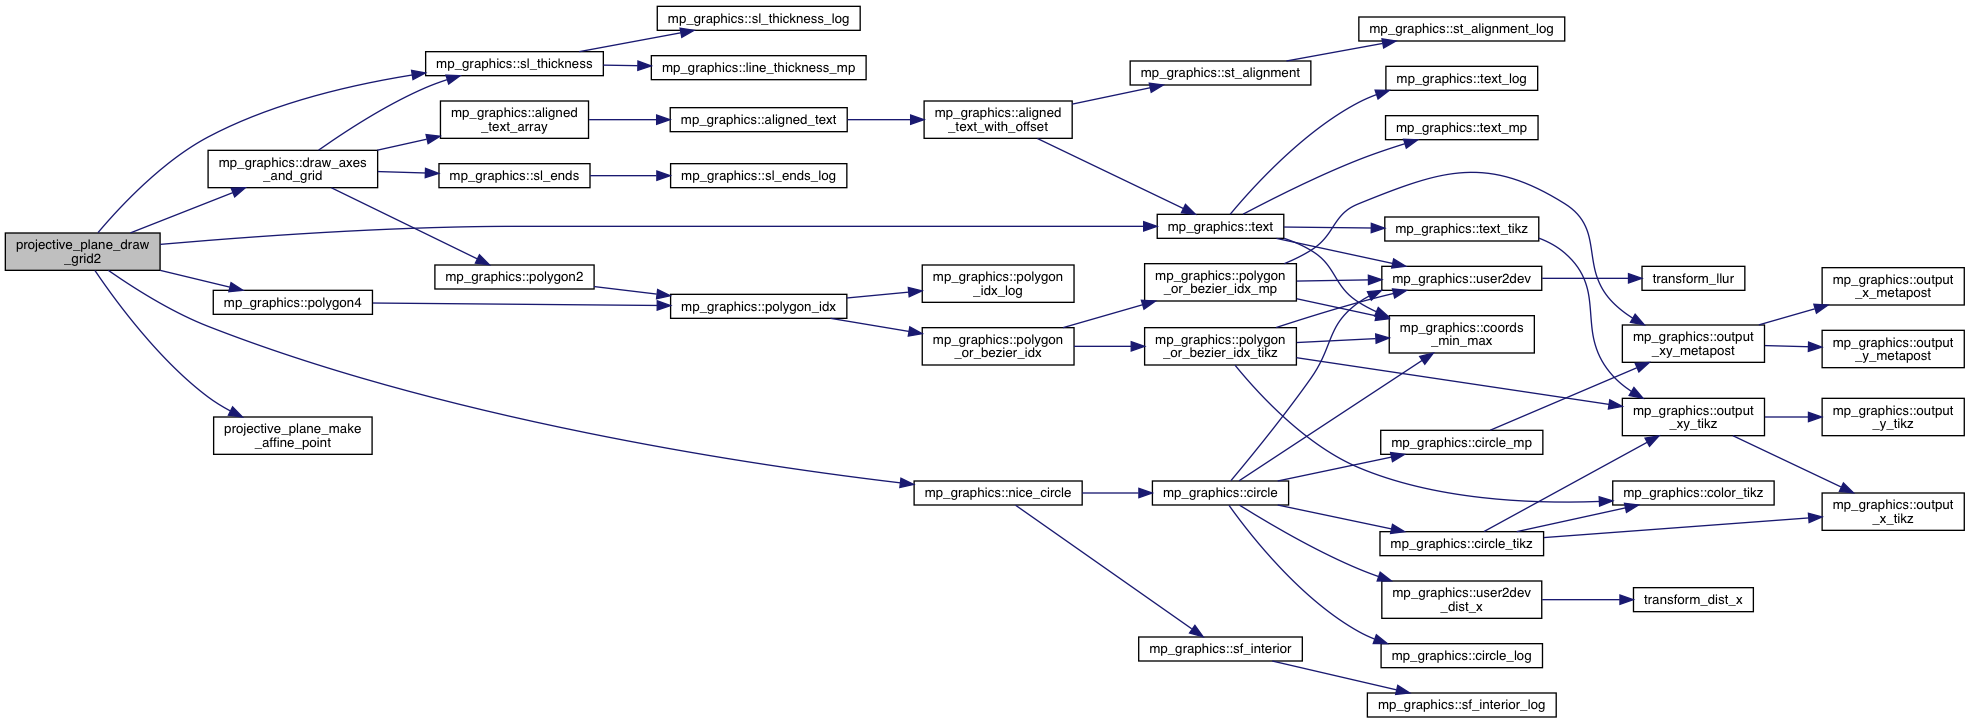 projective_plane_draw
_grid2
mp_graphics::sl_thickness
mp_graphics::sl_thickness_log
mp_graphics::line_thickness_mp
mp_graphics::draw_axes
_and_grid
mp_graphics::aligned
_text_array
mp_graphics::aligned_text
mp_graphics::aligned
_text_with_offset
mp_graphics::st_alignment
mp_graphics::st_alignment_log
mp_graphics::text
mp_graphics::text_log
mp_graphics::text_mp
mp_graphics::text_tikz
mp_graphics::sl_ends
mp_graphics::sl_ends_log
mp_graphics::polygon2
mp_graphics::polygon4
mp_graphics::polygon_idx
mp_graphics::polygon
_idx_log
mp_graphics::polygon
_or_bezier_idx
mp_graphics::polygon
_or_bezier_idx_mp
mp_graphics::polygon
_or_bezier_idx_tikz
mp_graphics::user2dev
transform_llur
mp_graphics::coords
_min_max
mp_graphics::output
_xy_metapost
mp_graphics::output
_x_metapost
mp_graphics::output
_y_metapost
mp_graphics::output
_xy_tikz
mp_graphics::output
_y_tikz
mp_graphics::output
_x_tikz
projective_plane_make
_affine_point
mp_graphics::nice_circle
mp_graphics::circle
mp_graphics::circle_mp
mp_graphics::color_tikz
mp_graphics::circle_tikz
mp_graphics::user2dev
_dist_x
transform_dist_x
mp_graphics::circle_log
mp_graphics::sf_interior
mp_graphics::sf_interior_log